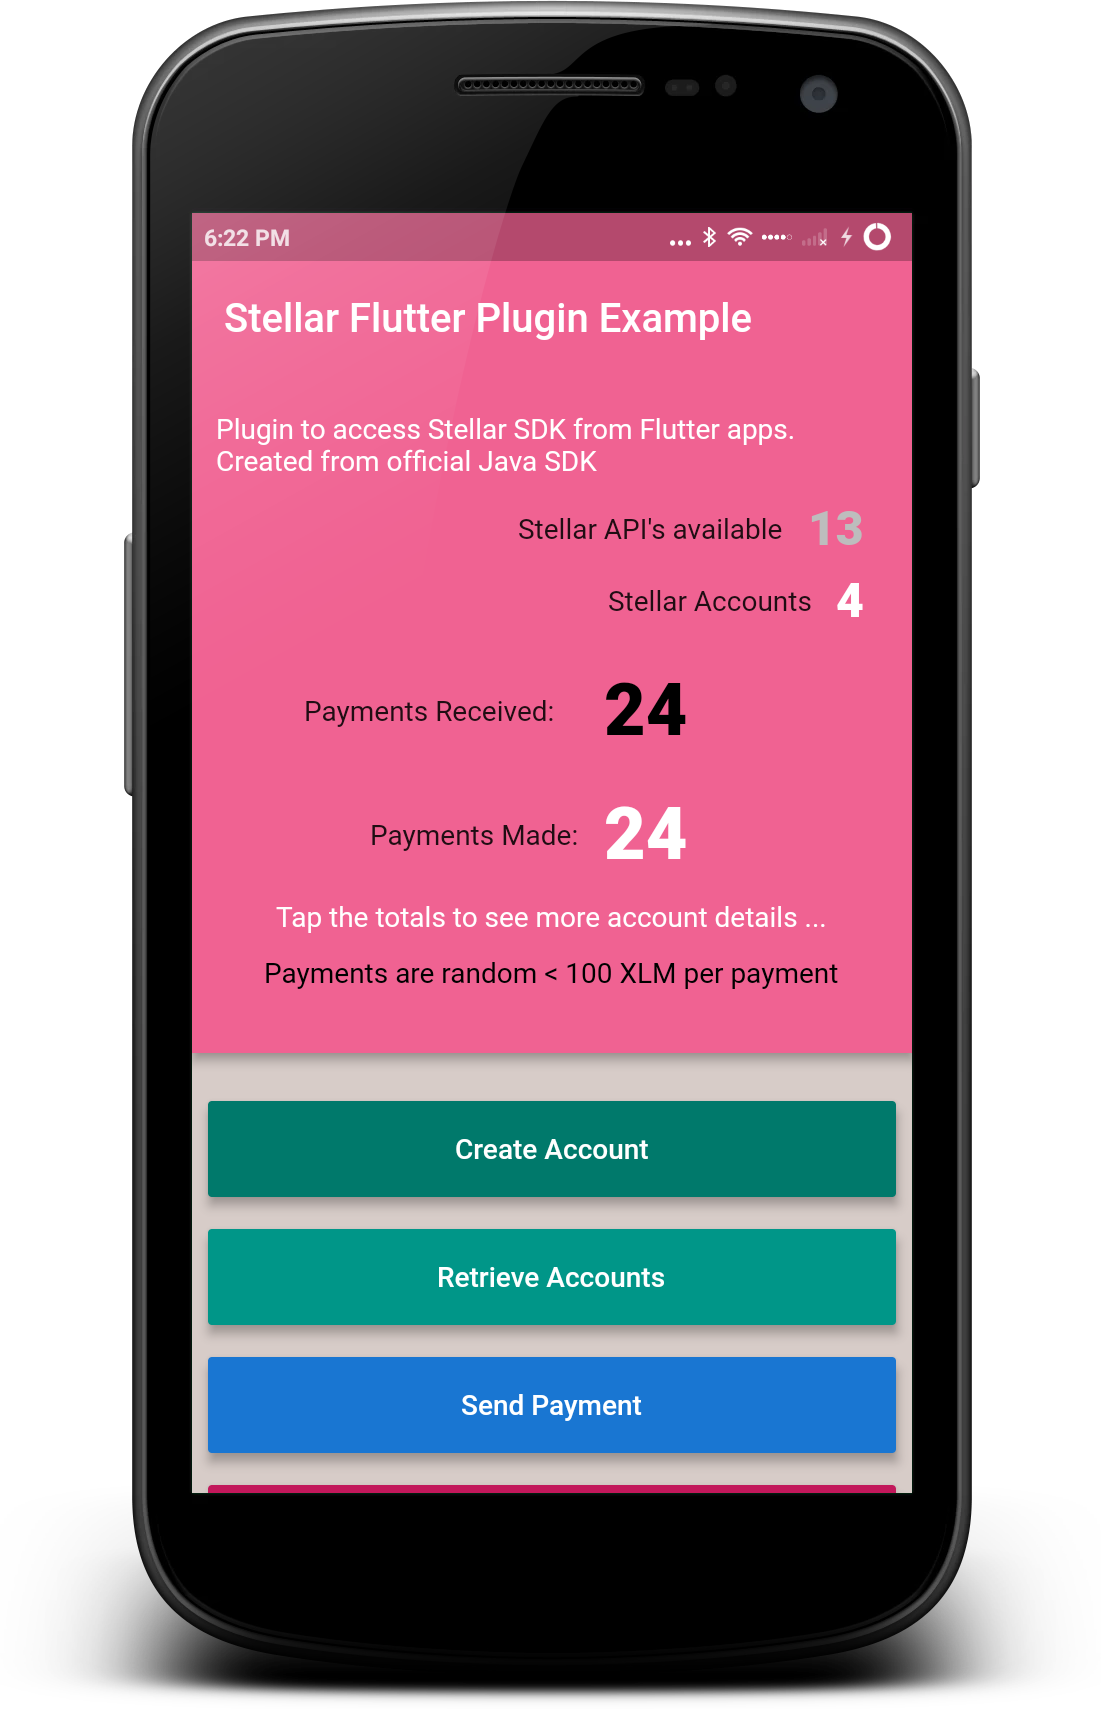 6:22 PM
Stellar Flutter Plugin Example
Plugin to access Stellar SDK from Flutter apps.
Created from official Java SDK
Stellar API's available 13
Stellar Accounts 4
Payments Received: 24
Payments Made: 24
Tap the totals to see more account details ...
Payments are random < 100 XLM per payment
Create Account
Retrieve Accounts
Send Payment